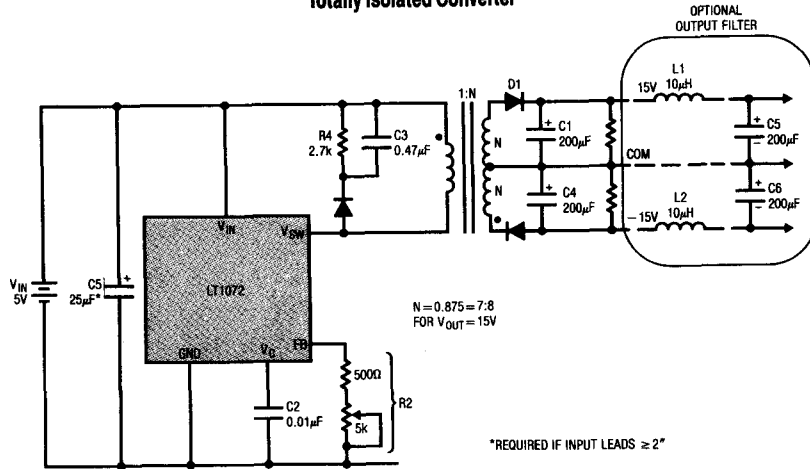 Totally Isolated Converter
OPTIONAL
OUTPUT FILTER
1:N
D1
15V
L1
10μH
R4
2.7k
C3
0.47μF
N
N
C1
200μF
C4
200μF
COM
C5
200μF
C6
200μF
-15V
L2
10μH
VIN
5V
C5
25μF*
VIN
VSW
LT1072
GND
VC
FB
N=0.875=7:8
FOR VOUT=15V
C2
0.01μF
500Ω
5k
R2
*REQUIRED IF INPUT LEADS ≥2"